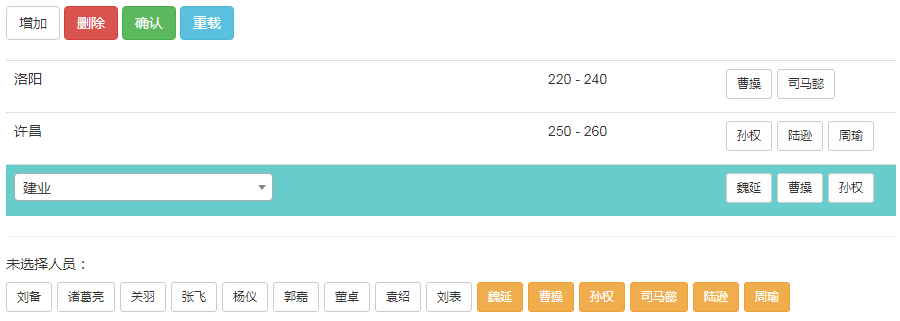 增加 删除 确认 重载
洛阳 220 - 240 曹操 司马懿
许昌 250 - 260 孙权 陆逊 周瑜
建业 魏延 曹操 孙权
未选择人员：
刘备 诸葛亮 关羽 张飞 杨仪 郭嘉 董卓 袁绍 刘表 魏延 曹操 孙权 司马懿 陆逊 周瑜